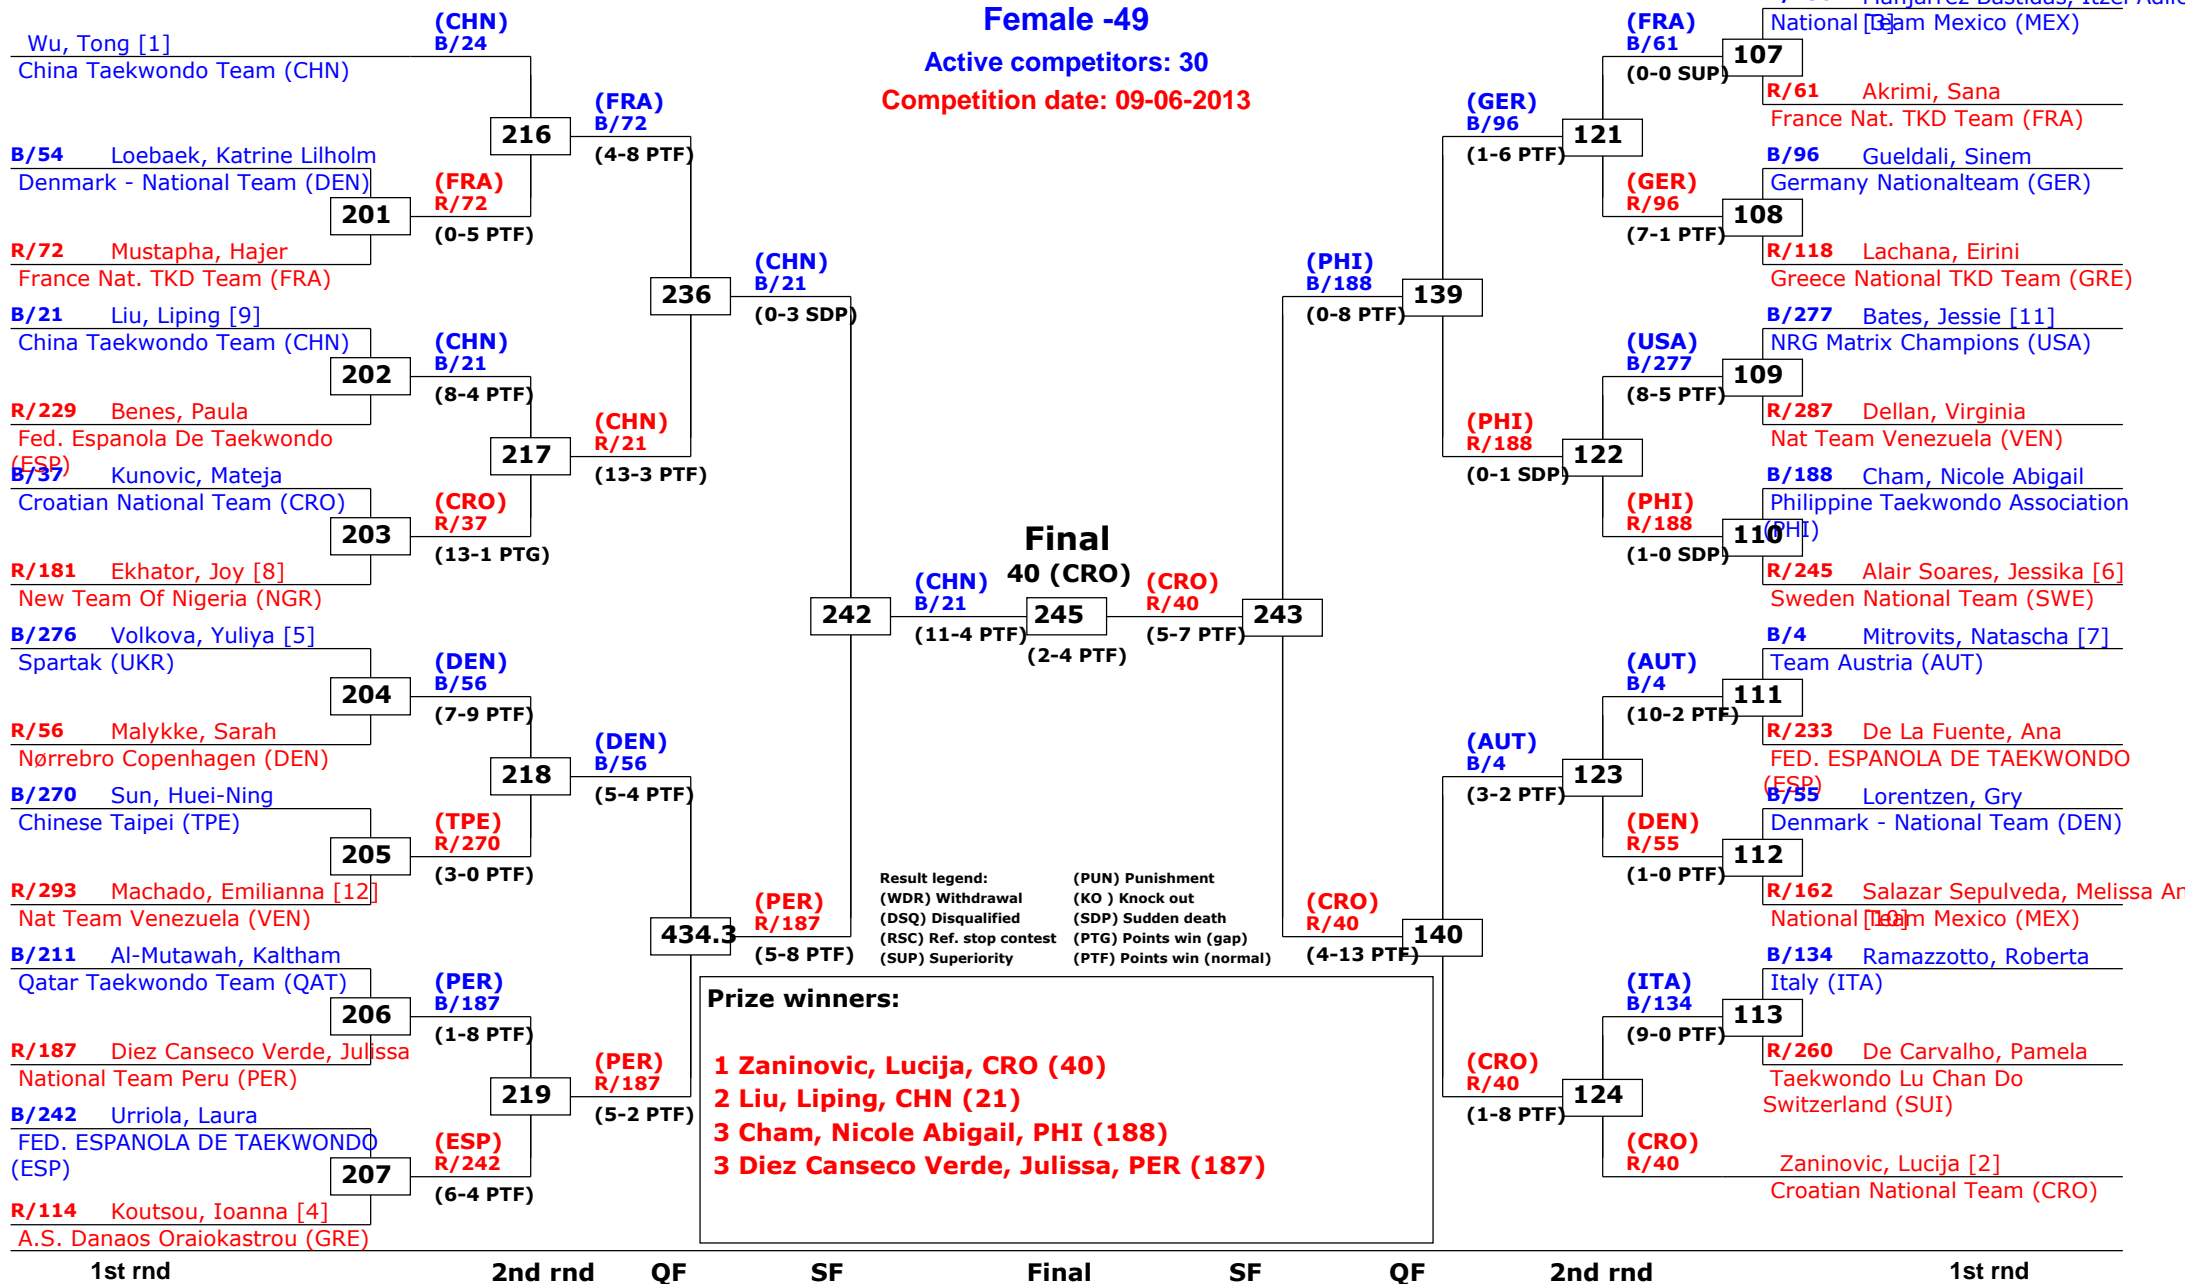 Female -49
Active competitors: 30
Competition date: 09-06-2013
Wu, Tong [1]
China Taekwondo Team (CHN)
B/54 Loebaek, Katrine Lilholm
Denmark - National Team (DEN)
201
R/72 Mustapha, Hajer
France Nat. TKD Team (FRA)
B/21 Liu, Liping [9]
China Taekwondo Team (CHN)
202
R/229 Benes, Paula
Fed. Espanola De Taekwondo
(ESP)
B/37 Kunovic, Mateja
Croatian National Team (CRO)
203
R/181 Ekhator, Joy [8]
New Team Of Nigeria (NGR)
B/276 Volkova, Yuliya [5]
Spartak (UKR)
204
R/56 Malykke, Sarah
Nørrebro Copenhagen (DEN)
B/270 Sun, Huei-Ning
Chinese Taipei (TPE)
205
R/293 Machado, Emilianna [12]
Nat Team Venezuela (VEN)
B/211 Al-Mutawah, Kaltham
Qatar Taekwondo Team (QAT)
206
R/187 Diez Canseco Verde, Julissa
National Team Peru (PER)
B/242 Urriola, Laura
FED. ESPANOLA DE TAEKWONDO
(ESP)
207
R/114 Koutsou, Ioanna [4]
A.S. Danaos Oraiokastrou (GRE)
(CHN)
B/24
216
(FRA)
R/72
(0-5 PTF)
(CHN)
B/21
(8-4 PTF)
217
(CRO)
R/37
(13-1 PTG)
(DEN)
B/56
(7-9 PTF)
218
(TPE)
R/270
(3-0 PTF)
(PER)
B/187
(1-8 PTF)
219
(ESP)
R/242
(6-4 PTF)
(FRA)
B/72
(4-8 PTF)
236
(CHN)
R/21
(13-3 PTF)
(DEN)
B/56
(5-4 PTF)
434.3
(PER)
R/187
(5-2 PTF)
(CHN)
B/21
(0-3 SDP)
242
(PER)
R/187
(5-8 PTF)
(CHN)
B/21
(11-4 PTF)
Final
40 (CRO)
245
(2-4 PTF)
(CRO)
R/40
(5-7 PTF)
243
(PHI)
B/188
(0-8 PTF)
139
(CRO)
R/40
(4-13 PTF)
140
(GER)
B/96
(1-6 PTF)
121
(PHI)
R/188
(0-1 SDP)
122
(AUT)
B/4
(3-2 PTF)
123
(CRO)
R/40
(1-8 PTF)
124
(FRA)
B/61
(0-0 SUP)
(GER)
R/96
(7-1 PTF)
(USA)
B/277
(8-5 PTF)
(PHI)
R/188
(1-0 SDP)
(AUT)
B/4
(10-2 PTF)
(DEN)
R/55
(1-0 PTF)
(ITA)
B/134
(9-0 PTF)
(CRO)
R/40
[3]
National Team Mexico (MEX)
107
R/61 Akrimi, Sana
France Nat. TKD Team (FRA)
B/96 Gueldali, Sinem
Germany Nationalteam (GER)
108
R/118 Lachana, Eirini
Greece National TKD Team (GRE)
B/277 Bates, Jessie [11]
NRG Matrix Champions (USA)
109
R/287 Dellan, Virginia
Nat Team Venezuela (VEN)
B/188 Cham, Nicole Abigail
Philippine Taekwondo Association
(PHI)
110
R/245 Alair Soares, Jessika [6]
Sweden National Team (SWE)
B/4 Mitrovits, Natascha [7]
Team Austria (AUT)
111
R/233 De La Fuente, Ana
FED. ESPANOLA DE TAEKWONDO
(ESP)
B/55 Lorentzen, Gry
Denmark - National Team (DEN)
112
R/162 Salazar Sepulveda, Melissa
[10]
National Team Mexico (MEX)
B/134 Ramazzotto, Roberta
Italy (ITA)
113
R/260 De Carvalho, Pamela
Taekwondo Lu Chan Do
Switzerland (SUI)
Zaninovic, Lucija [2]
Croatian National Team (CRO)
Result legend:
(WDR) Withdrawal
(DSQ) Disqualified
(RSC) Ref. stop contest
(SUP) Superiority
(PUN) Punishment
(KO ) Knock out
(SDP) Sudden death
(PTG) Points win (gap)
(PTF) Points win (normal)
Prize winners:
1 Zaninovic, Lucija, CRO (40)
2 Liu, Liping, CHN (21)
3 Cham, Nicole Abigail, PHI (188)
3 Diez Canseco Verde, Julissa, PER (187)
1st rnd 2nd rnd QF SF Final SF QF 2nd rnd 1st rnd